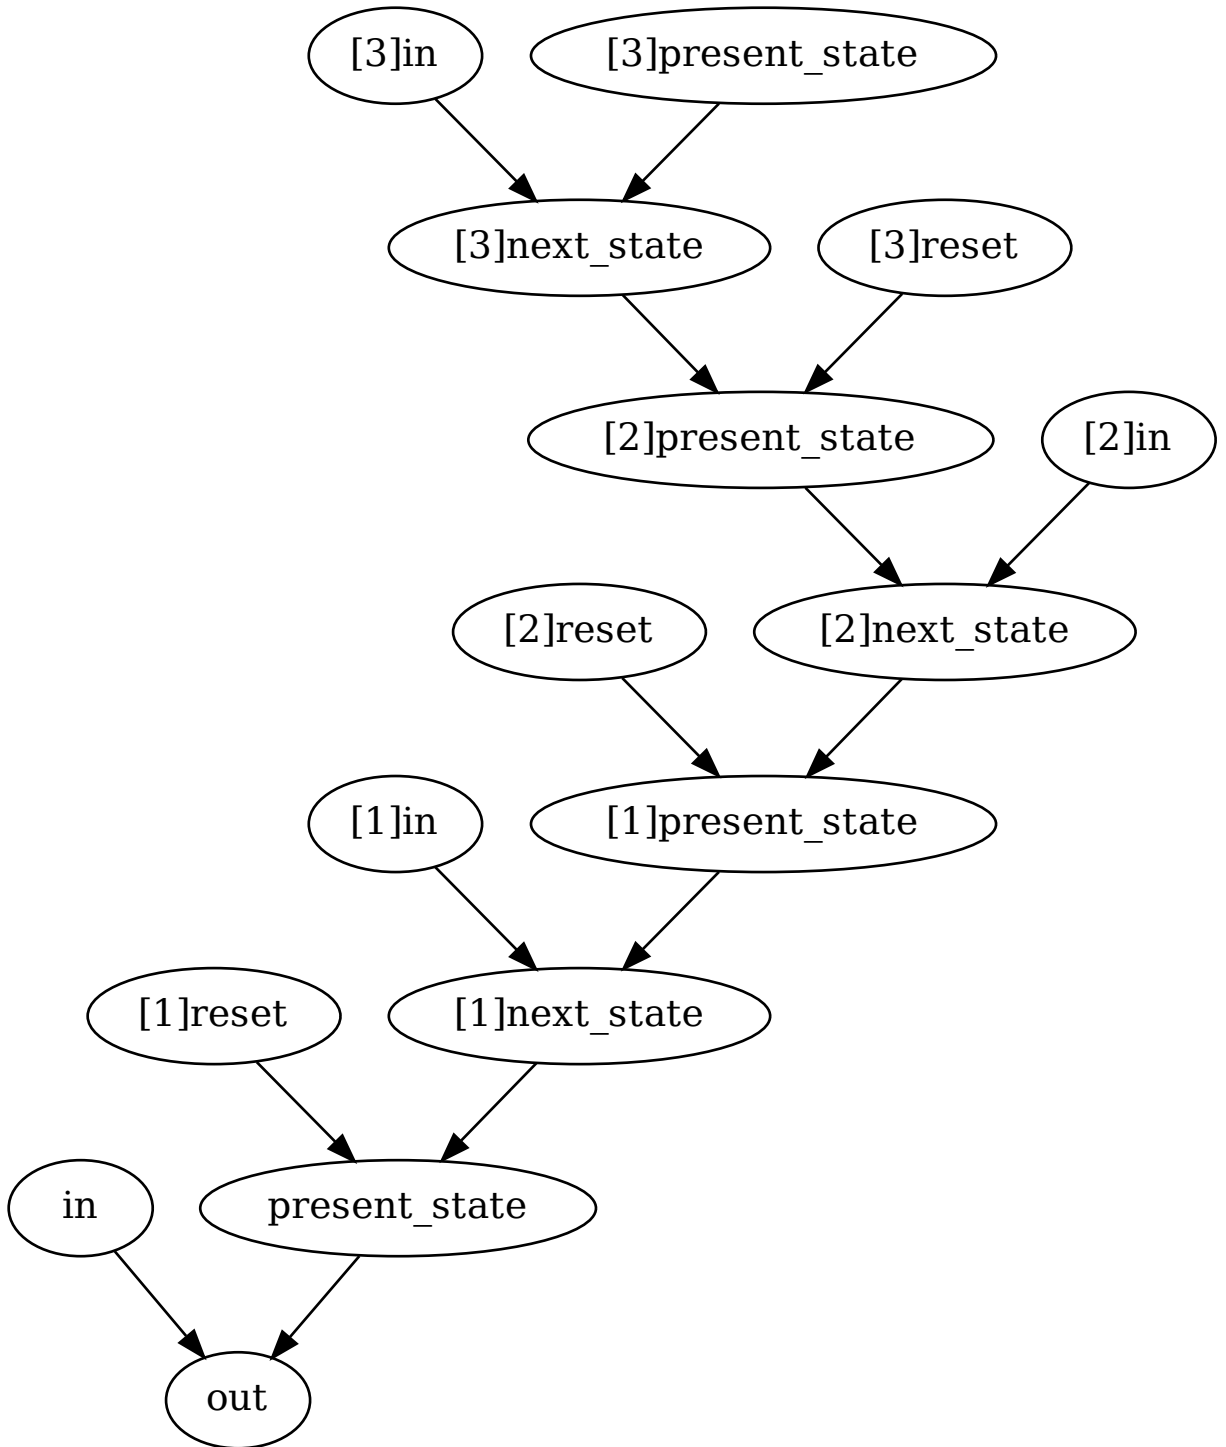 [3]in
[3]present_state
[3]next_state
[3]reset
[2]present_state
[2]in
[2]reset
[2]next_state
[1]in
[1]present_state
[1]reset
[1]next_state
in
present_state
out